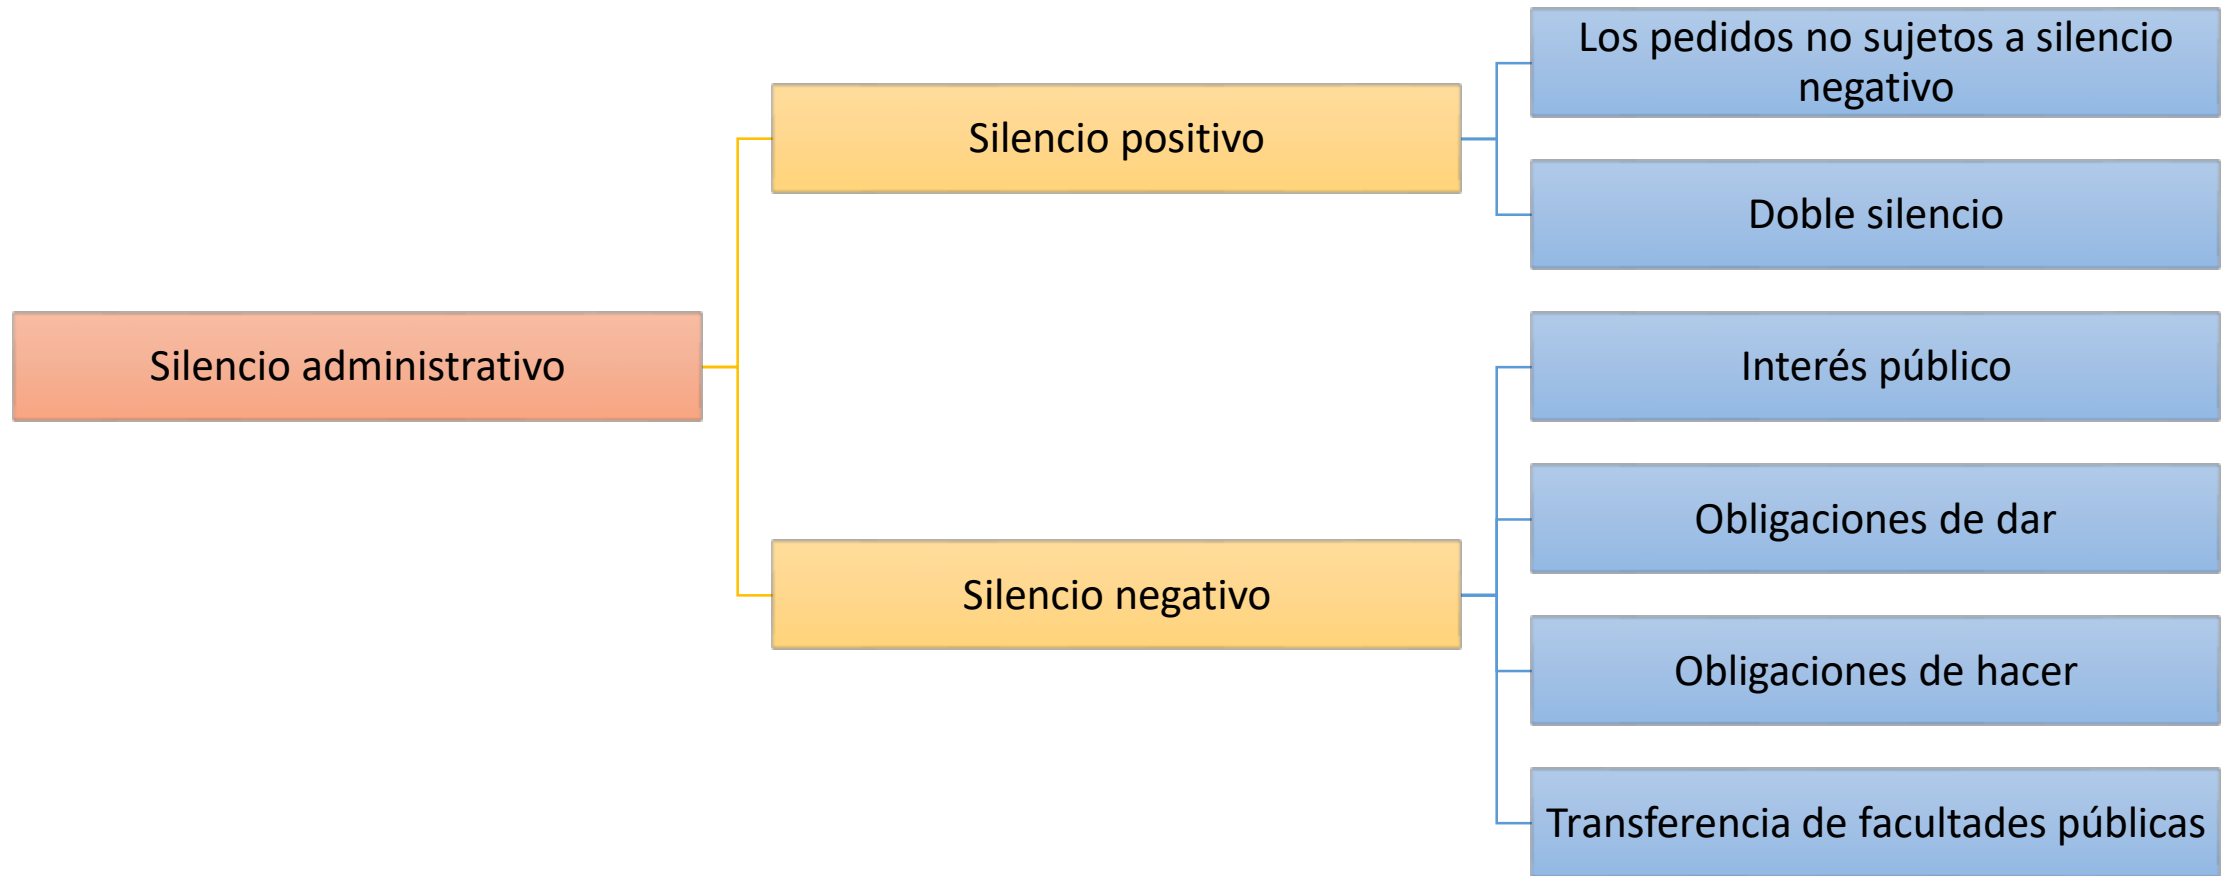 Silencio administrativo
Silencio positivo
Los pedidos no sujetos a silencio
negativo
Doble silencio
Silencio negativo
Interés público
Obligaciones de dar
Obligaciones de hacer
Transferencia de facultades públicas